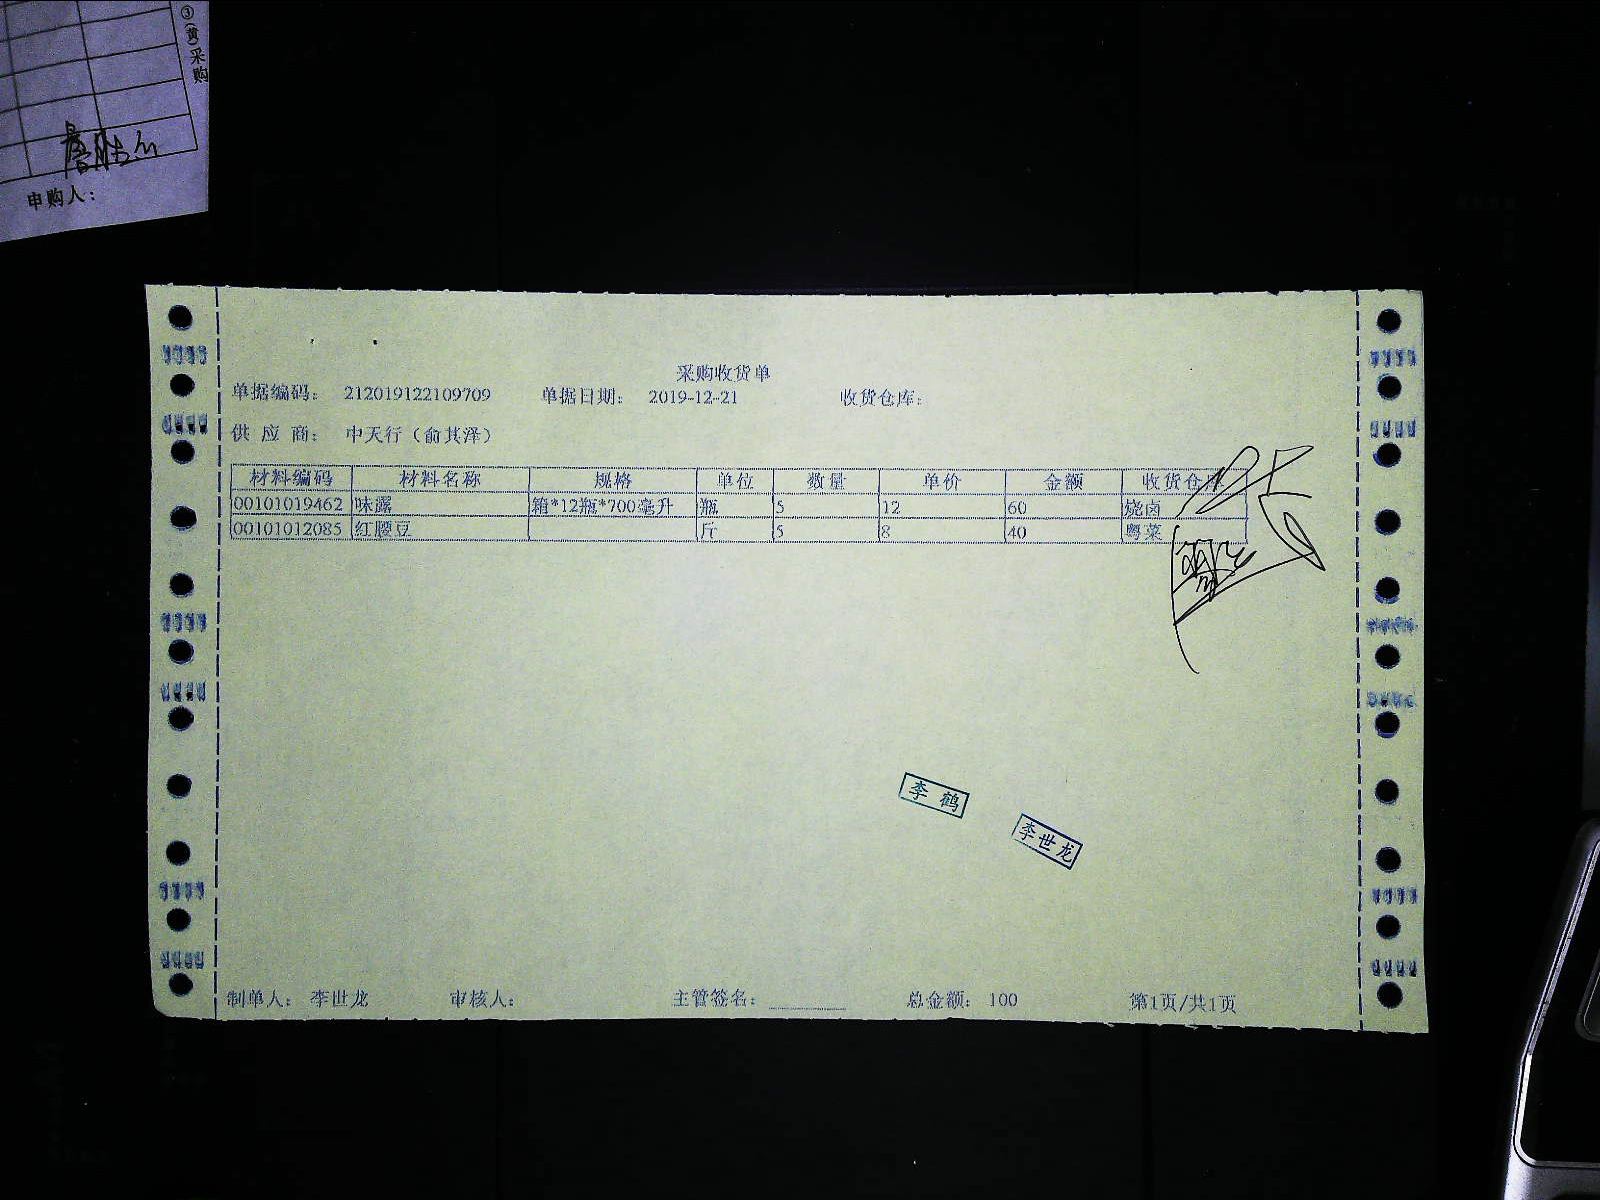 ③(黄)采购
申购人：
采购收货单
单据编码： 212019122109709 单据日期： 2019-12-21 收货仓库：
供 应 商： 中天行（俞其泽）
材料编码 材料名称 规格 单位 数量 单价 金额 收货仓库
00101019462 味露 箱*12瓶*700毫升 瓶 5 12 60 烧卤
00101012085 红腰豆 斤 5 8 40 粤菜
李 鹤
李世龙
制单人： 李世龙 审核人： 主管签名： 总金额： 100 第1页/共1页